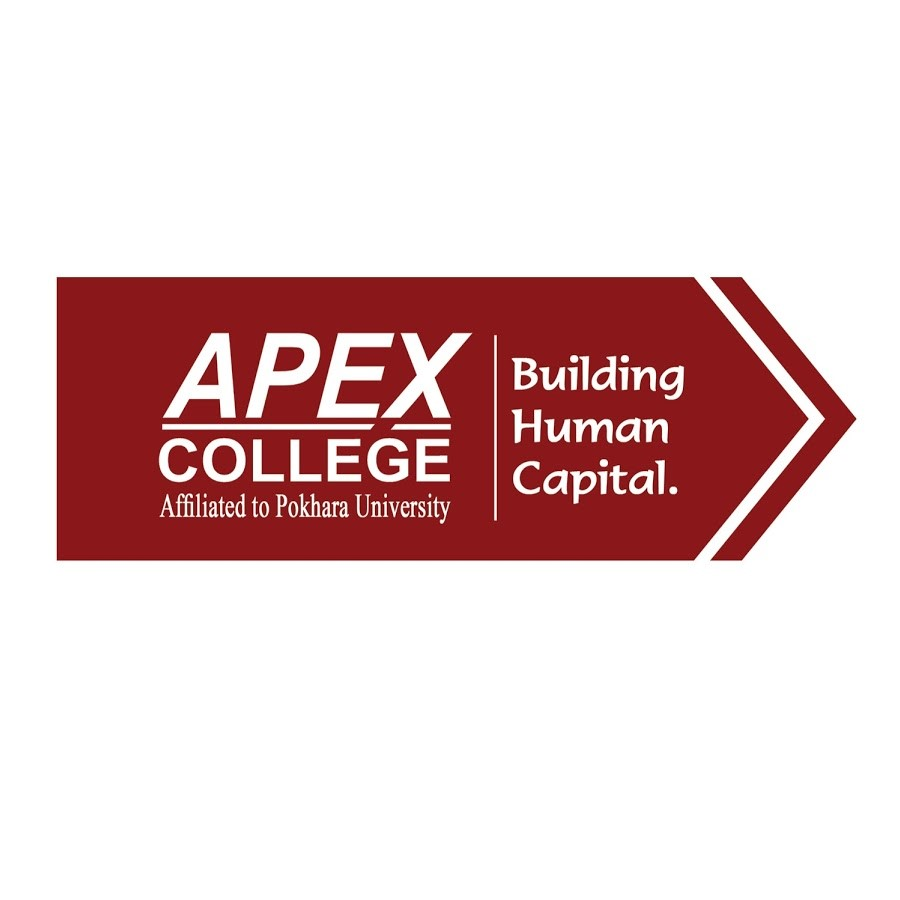 APEX
COLLEGE
Affiliated to Pokhara University
Building
Human
Capital.